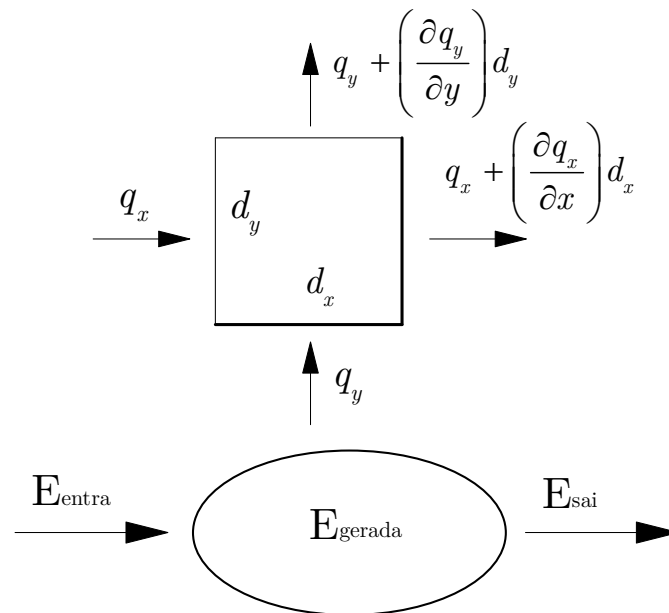 q_y + (∂q_y/∂y) d_y
q_x + (∂q_x/∂x) d_x
q_x
d_y
d_x
q_y
E_entra
E_gerada
E_sai